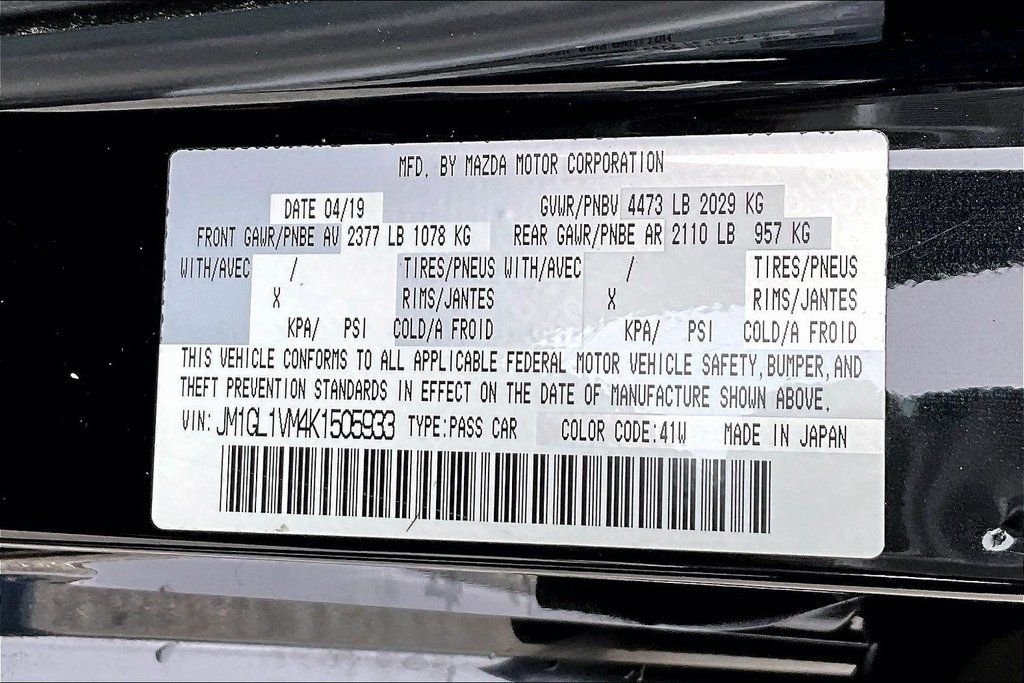 MFD. BY MAZDA MOTOR CORPORATION
DATE 04/19 GVWR/PNBV 4473 LB 2029 KG
FRONT GAWR/PNBE AV 2377 LB 1078 KG REAR GAWR/PNBE AR 2110 LB 957 KG
WITH/AVEC / TIRES/PNEUS WITH/AVEC / TIRES/PNEUS
X RIMS/JANTES X RIMS/JANTES
KPA/ PSI COLD/A FROID KPA/ PSI COLD/A FROID
THIS VEHICLE CONFORMS TO ALL APPLICABLE FEDERAL MOTOR VEHICLE SAFETY, BUMPER, AND
THEFT PREVENTION STANDARDS IN EFFECT ON THE DATE OF MANUFACTURE SHOWN ABOVE.
VIN: JM1GL1VM4K1505933 TYPE:PASS CAR COLOR CODE:41W MADE IN JAPAN